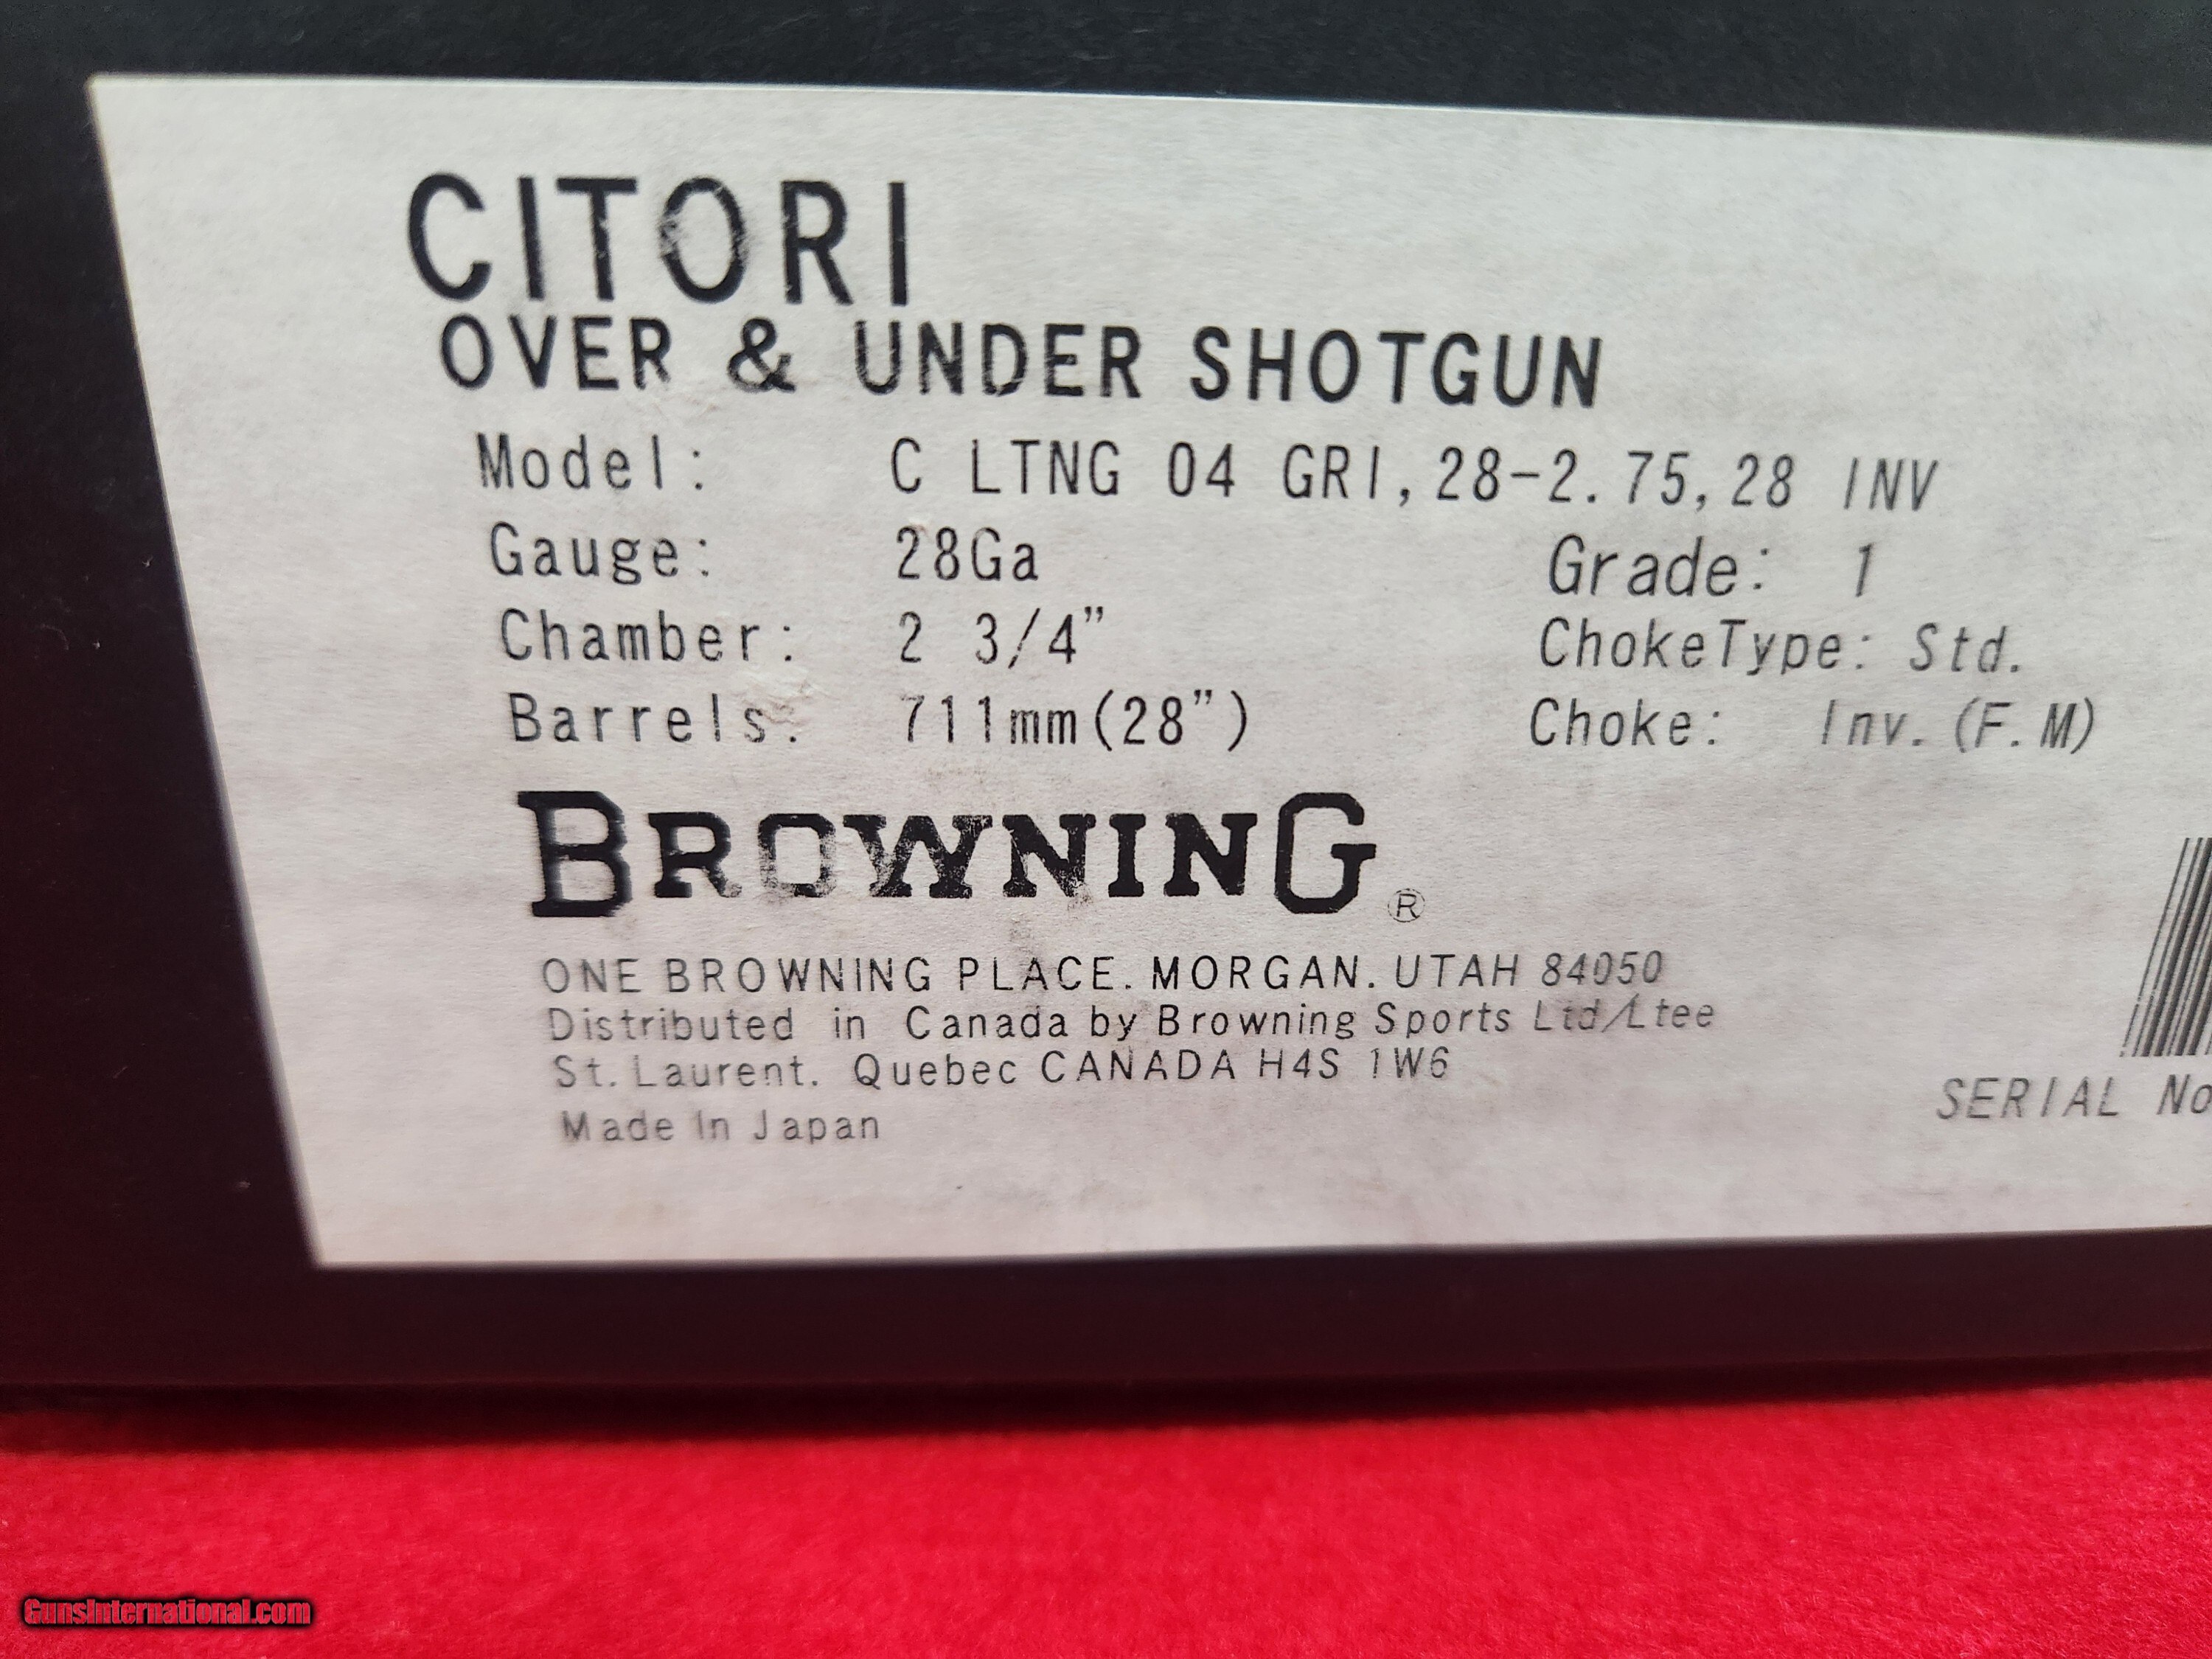 CITORI
OVER & UNDER SHOTGUN
Model: C LTNG 04 GRI,28-2.75,28 INV
Gauge: 28Ga Grade: 1
Chamber: 2 3/4” ChokeType: Std.
Barrels: 711mm(28”) Choke: Inv.(F.M)
BROWNING®
ONE BROWNING PLACE. MORGAN. UTAH 84050
Distributed in Canada by Browning Sports Ltd/Ltee
St. Laurent. Quebec CANADA H4S 1W6
Made In Japan
SERIAL No
GunsInternational.com